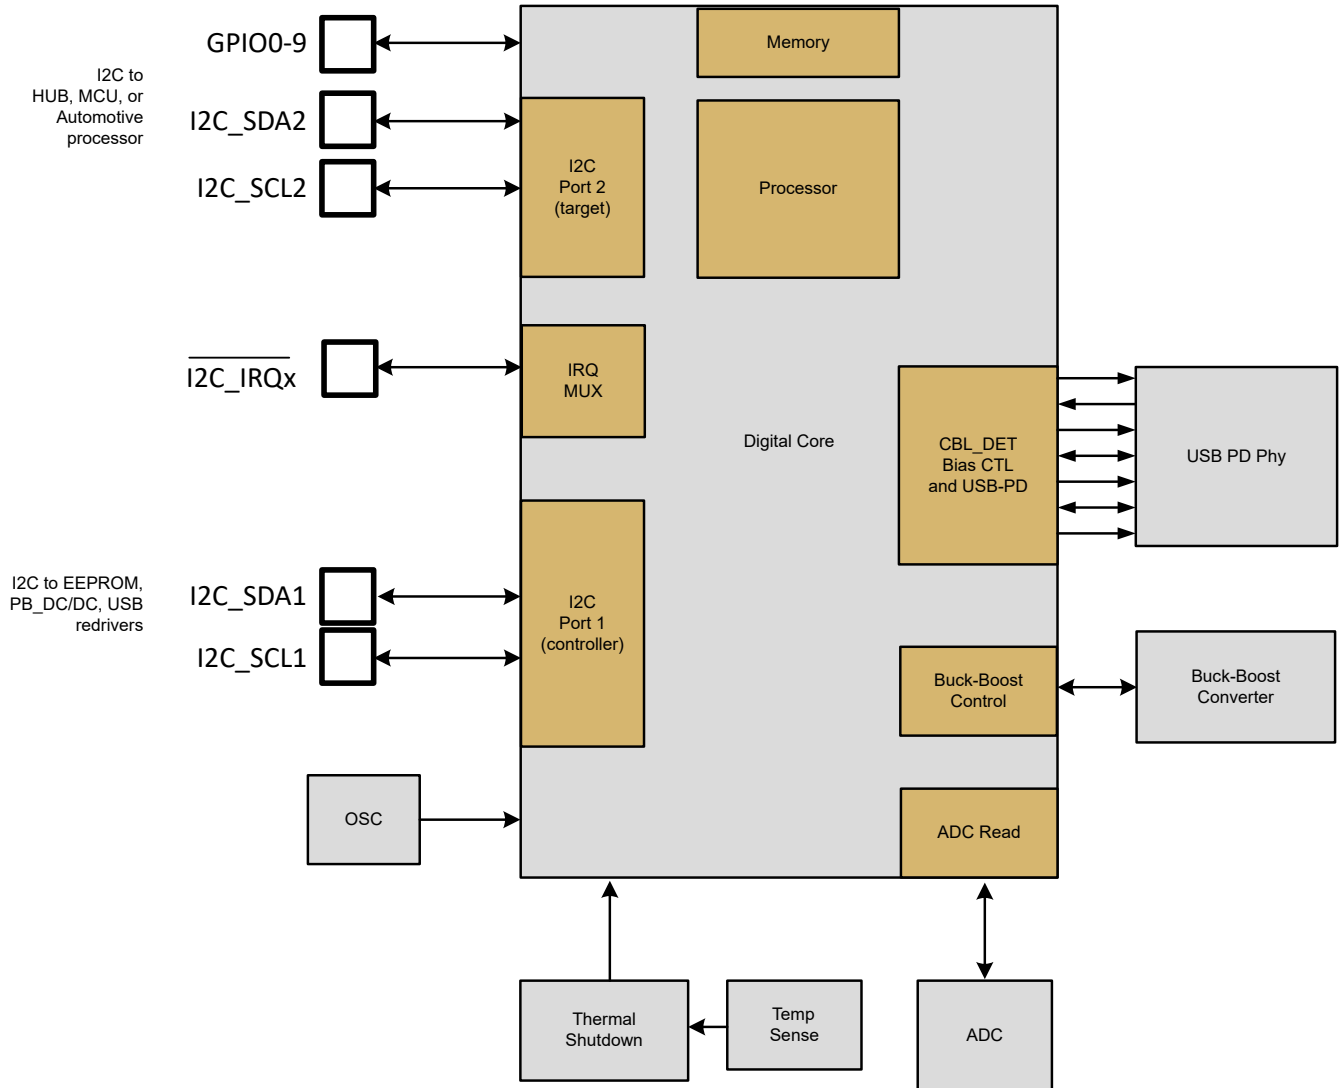 GPIO0-9
I2C to
HUB, MCU, or
Automotive
processor
I2C_SDA2
I2C_SCL2
I2C_IRQx
I2C to EEPROM,
PB_DC/DC, USB
redrivers
I2C_SDA1
I2C_SCL1
OSC
Memory
I2C
Port 2
(target)
Processor
IRQ
MUX
Digital Core
CBL_DET
Bias CTL
and USB-PD
USB PD Phy
I2C
Port 1
(controller)
Buck-Boost
Control
Buck-Boost
Converter
ADC Read
Thermal
Shutdown
Temp
Sense
ADC